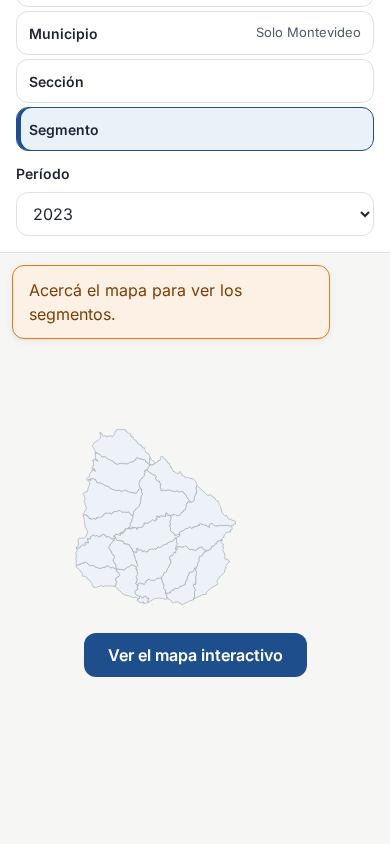 Municipio
Solo Montevideo
Sección
Segmento
Período
2023
Acercá el mapa para ver los
segmentos.
Ver el mapa interactivo